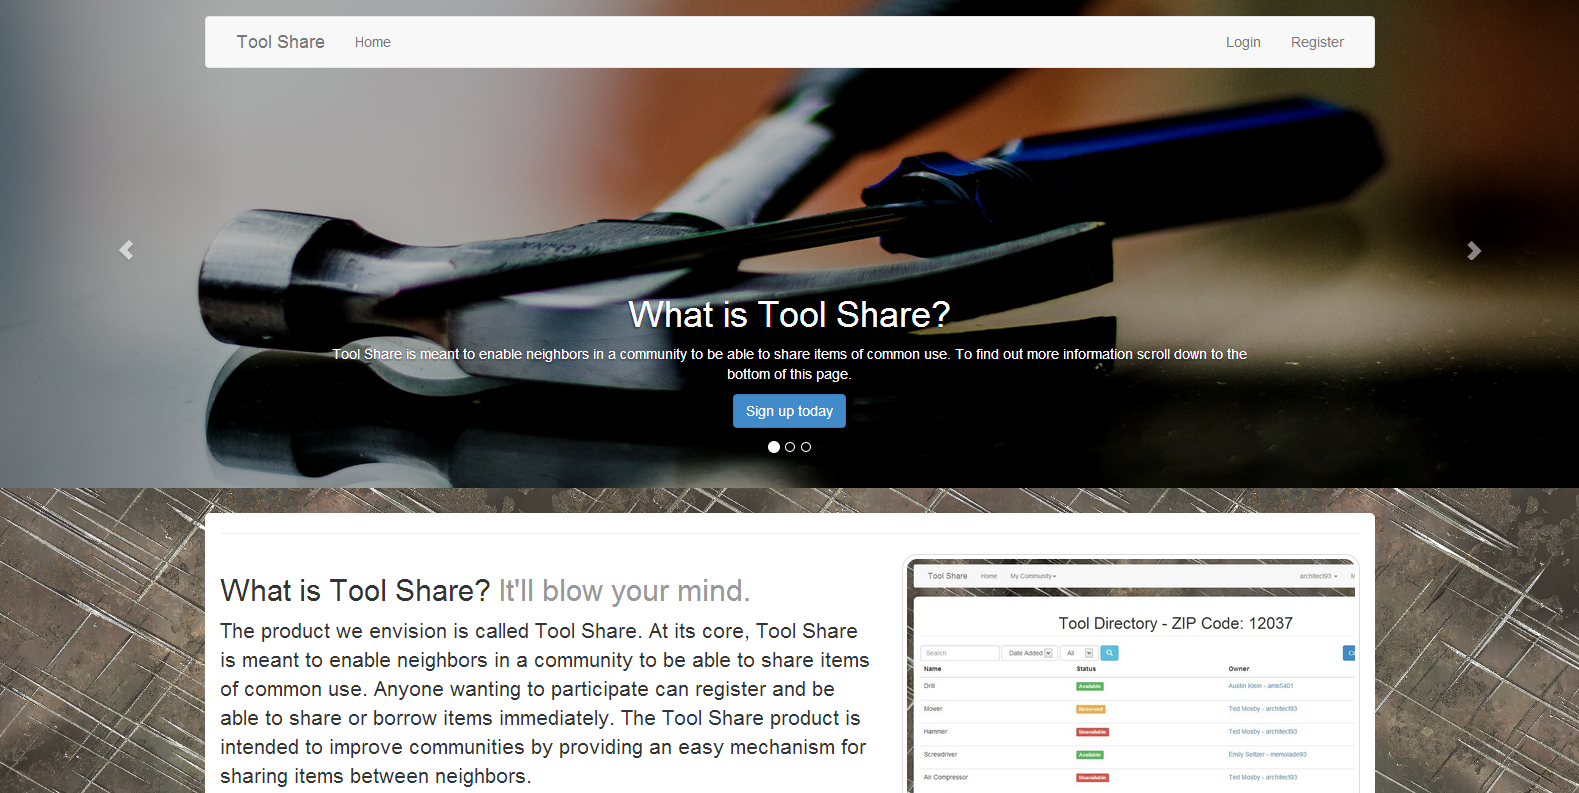 Tool Share Home Login Register
What is Tool Share?
Tool Share is meant to enable neighbors in a community to be able to share items of common use. To find out more information scroll down to the
bottom of this page.
Sign up today
What is Tool Share? It'll blow your mind.
The product we envision is called Tool Share. At its core, Tool Share
is meant to enable neighbors in a community to be able to share items
of common use. Anyone wanting to participate can register and be
able to share or borrow items immediately. The Tool Share product is
intended to improve communities by providing an easy mechanism for
sharing items between neighbors.
Tool Share Home My Community architect93 M
Tool Directory - ZIP Code: 12037
Search Date Added All
Name Status Owner
Drill Available Austin Klein - amk5401
Mower Reserved Ted Mosby - architect93
Hammer Unavailable Ted Mosby - architect93
Screwdriver Available Emily Seltzer - memolade93
Air Compressor Unavailable Ted Mosby - architect93